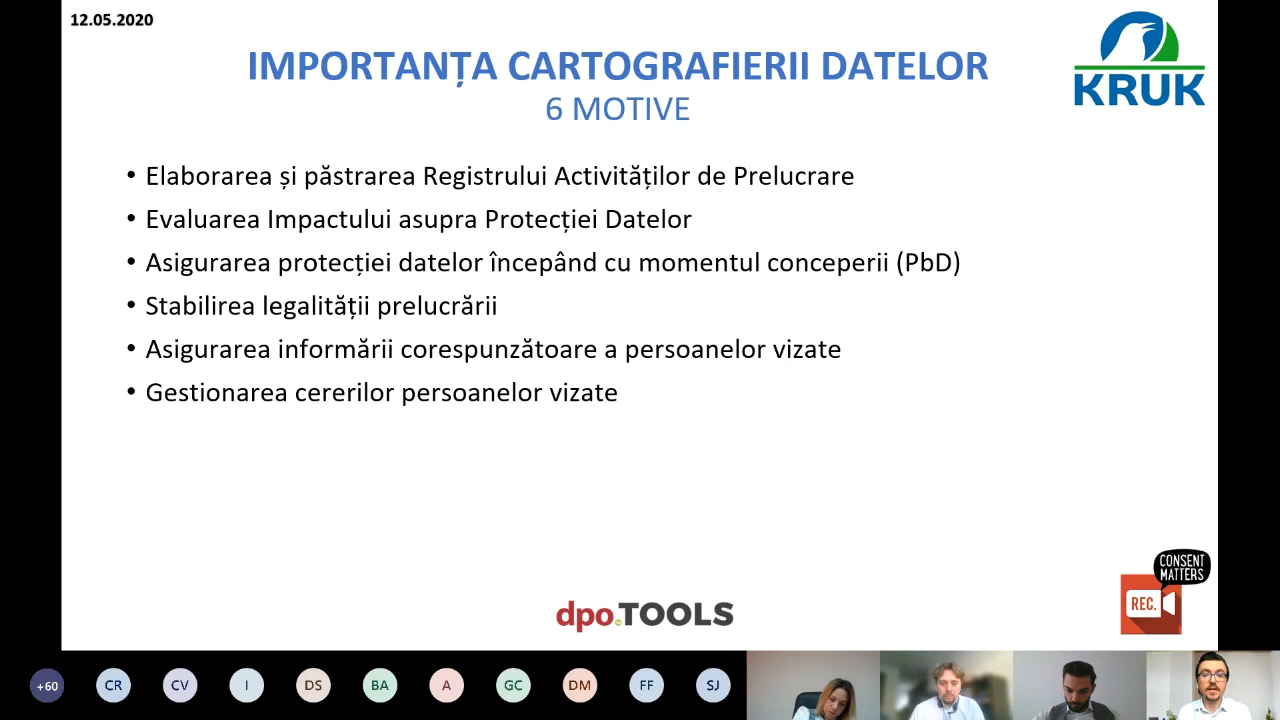 12.05.2020
IMPORTANȚA CARTOGRAFIERII DATELOR
6 MOTIVE
KRUK
• Elaborarea și păstrarea Registrului Activităților de Prelucrare
• Evaluarea Impactului asupra Protecției Datelor
• Asigurarea protecției datelor începând cu momentul conceperii (PbD)
• Stabilirea legalității prelucrării
• Asigurarea informării corespunzătoare a persoanelor vizate
• Gestionarea cererilor persoanelor vizate
CONSENT
MATTERS
REC.
dpo.TOOLS
+60 CR CV I DS BA A GC DM FF SJ